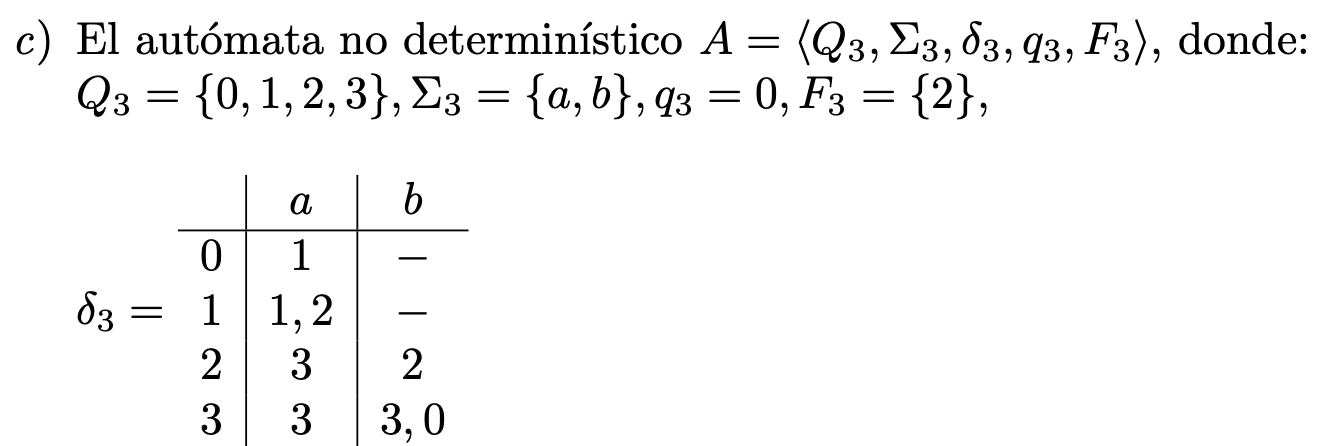 c) El autómata no determinístico A = ⟨Q₃, Σ₃, δ₃, q₃, F₃⟩, donde:
Q₃ = {0, 1, 2, 3}, Σ₃ = {a, b}, q₃ = 0, F₃ = {2},
a b
0 1 −
δ₃ = 1 1, 2 −
2 3 2
3 3 3, 0